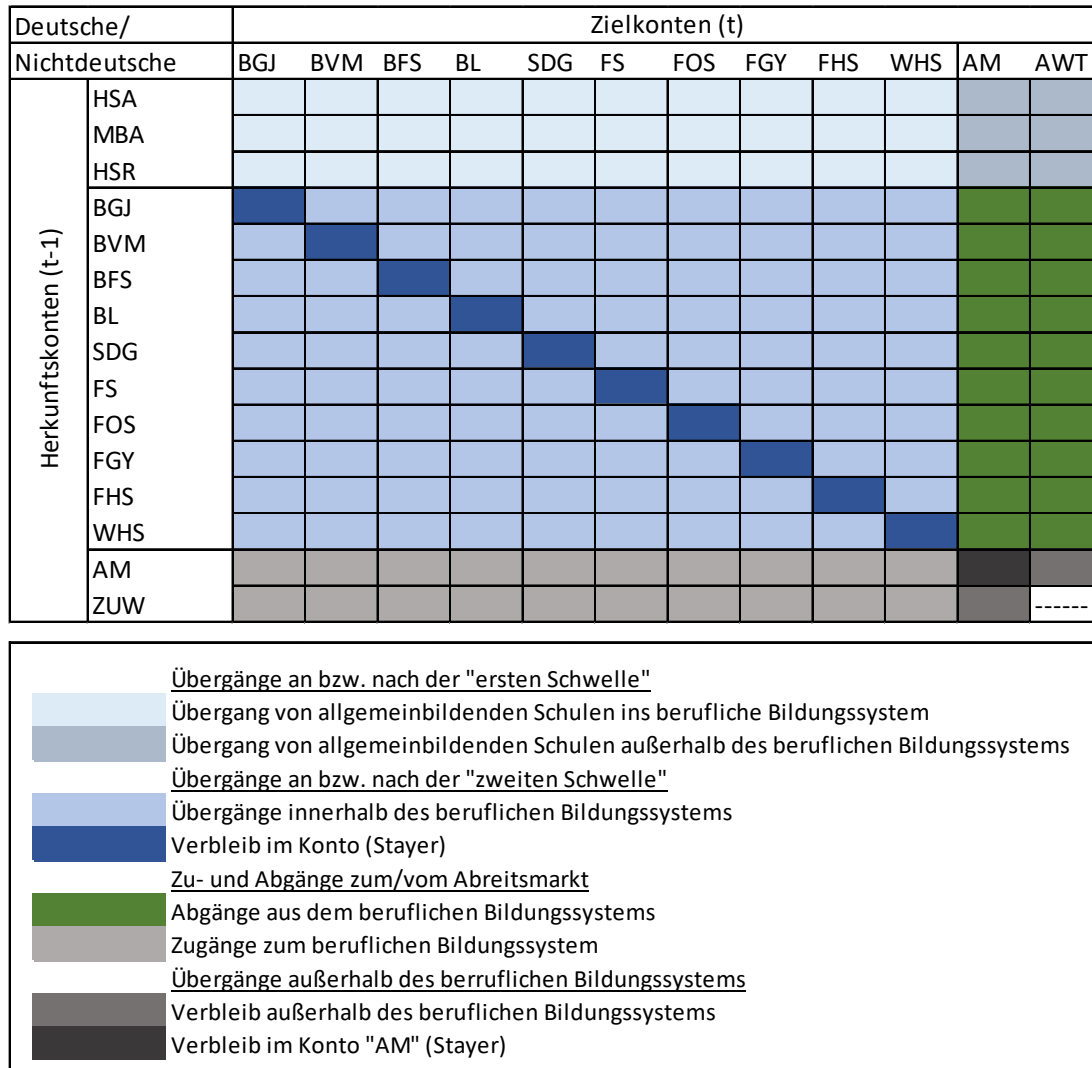 Deutsche/ Zielkonten (t)
Nichtdeutsche BGJ BVM BFS BL SDG FS FOS FGY FHS WHS AM AWT
Herkunftskonten (t-1)
HSA
MBA
HSR
BGJ
BVM
BFS
BL
SDG
FS
FOS
FGY
FHS
WHS
AM
ZUW ------
Übergänge an bzw. nach der "ersten Schwelle"
Übergang von allgemeinbildenden Schulen ins berufliche Bildungssystem
Übergang von allgemeinbildenden Schulen außerhalb des beruflichen Bildungssystems
Übergänge an bzw. nach der "zweiten Schwelle"
Übergänge innerhalb des beruflichen Bildungssystems
Verbleib im Konto (Stayer)
Zu- und Abgänge zum/vom Abreitsmarkt
Abgänge aus dem beruflichen Bildungssystems
Zugänge zum beruflichen Bildungssystem
Übergänge außerhalb des berruflichen Bildungssystems
Verbleib außerhalb des beruflichen Bildungssystems
Verbleib im Konto "AM" (Stayer)